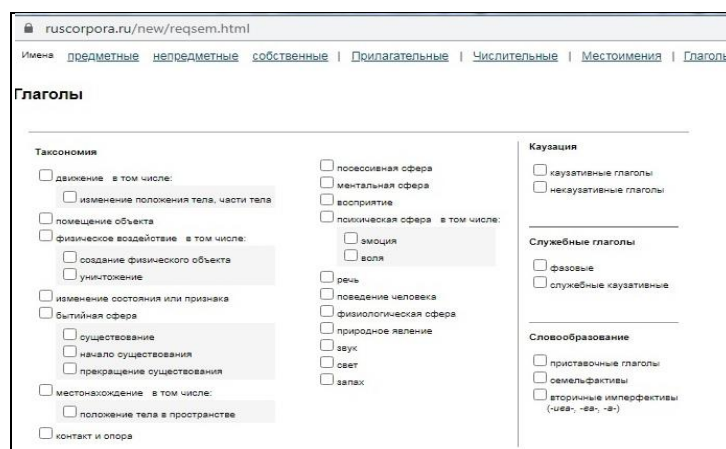 ruscorpora.ru/new/reqsem.html
Имена предметные непредметные собственные | Прилагательные | Числительные | Местоимения | Глаголы
Глаголы
Таксономия
движение в том числе:
изменение положения тела, части тела
помещение объекта
физическое воздействие в том числе:
создание физического объекта
уничтожение
изменение состояния или признака
бытийная сфера
существование
начало существования
прекращение существования
местонахождение в том числе:
положение тела в пространстве
контакт и опора
посессивная сфера
ментальная сфера
восприятие
психическая сфера в том числе:
эмоция
воля
речь
поведение человека
физиологическая сфера
природное явление
звук
свет
запах
Каузация
каузативные глаголы
некаузативные глаголы
Служебные глаголы
фазовые
служебные каузативные
Словообразование
приставочные глаголы
семельфактивы
вторичные имперфективы
(-ива-, -ва-, -а-)